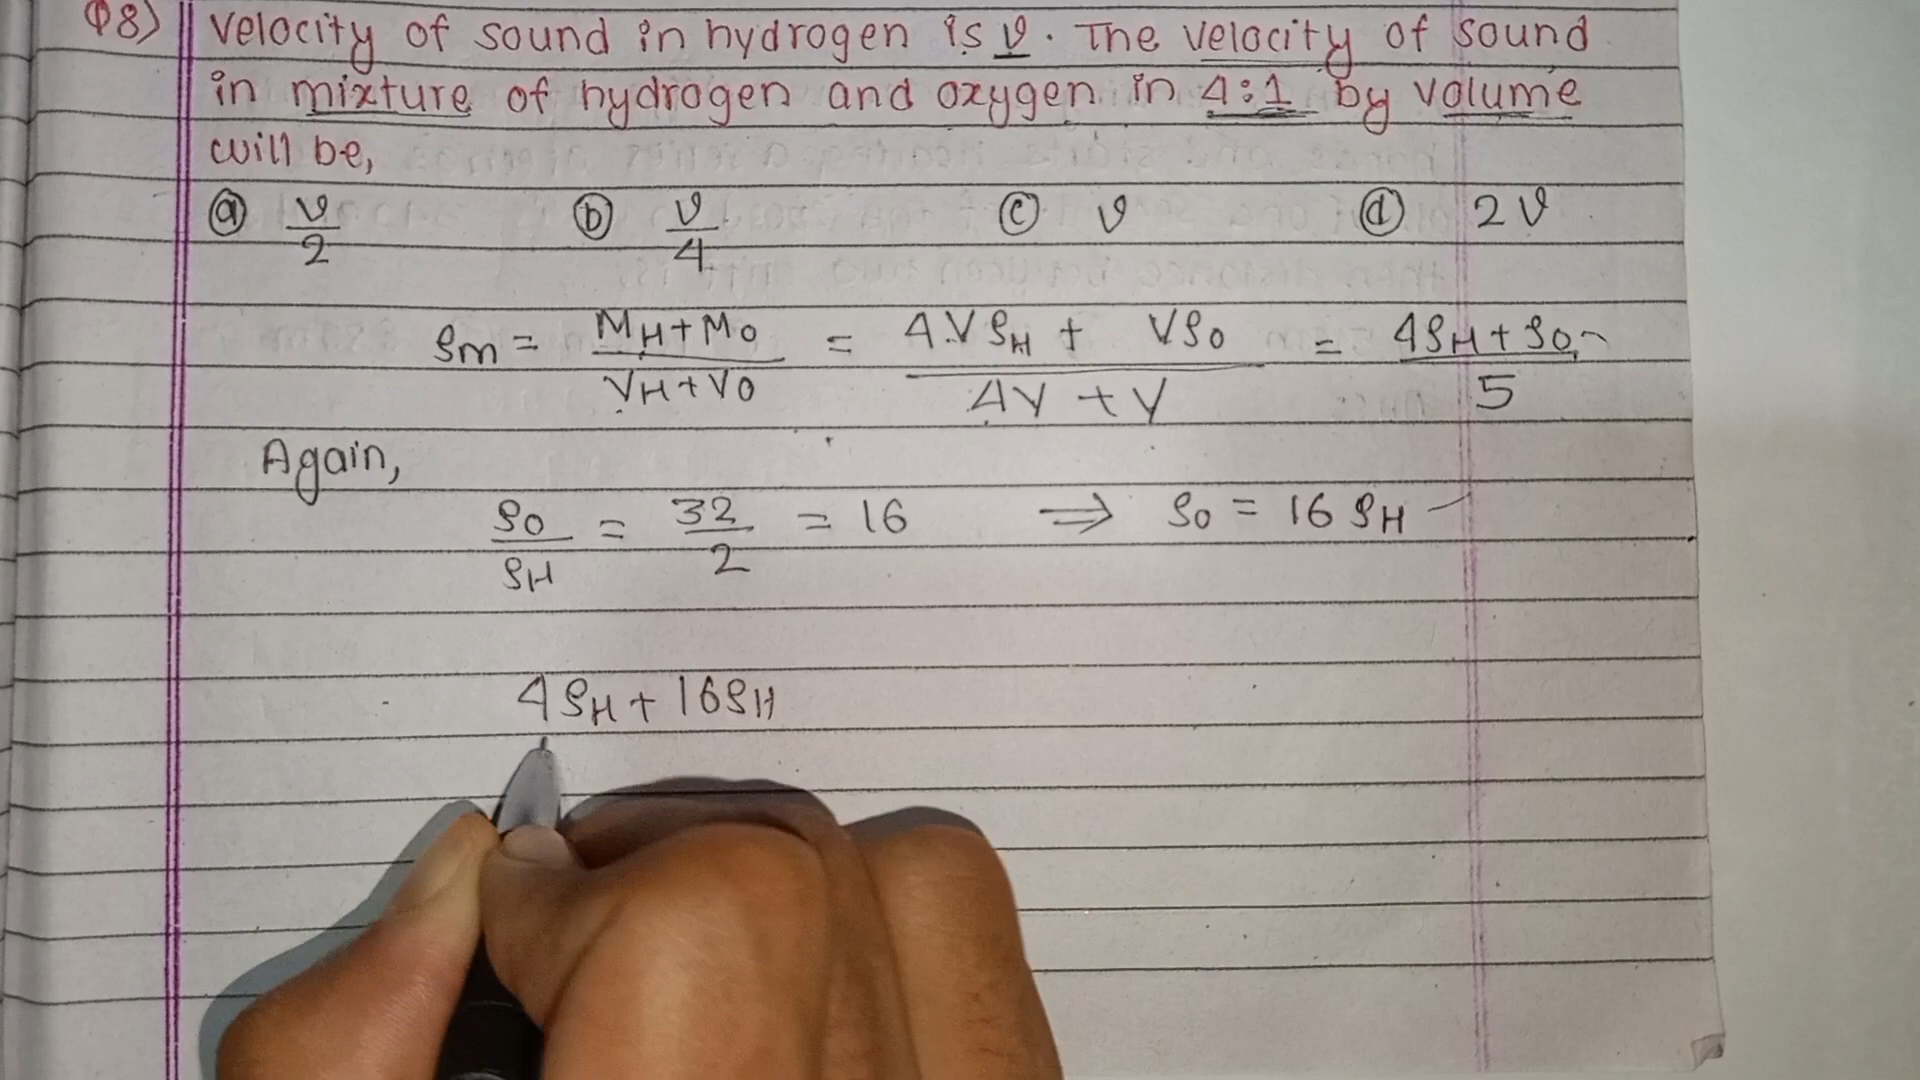 Q8) Velocity of sound in hydrogen is v. The velocity of sound
in mixture of hydrogen and oxygen in 4:1 by volume
will be,
(a) v/2 (b) v/4 (c) v (d) 2v
ρm = (MH+MO)/(VH+VO) = (4VρH + VρO)/(4V + V) = (4ρH+ρO)/5
Again,
ρO/ρH = 32/2 = 16 ⇒ ρO = 16ρH
4ρH + 16ρH